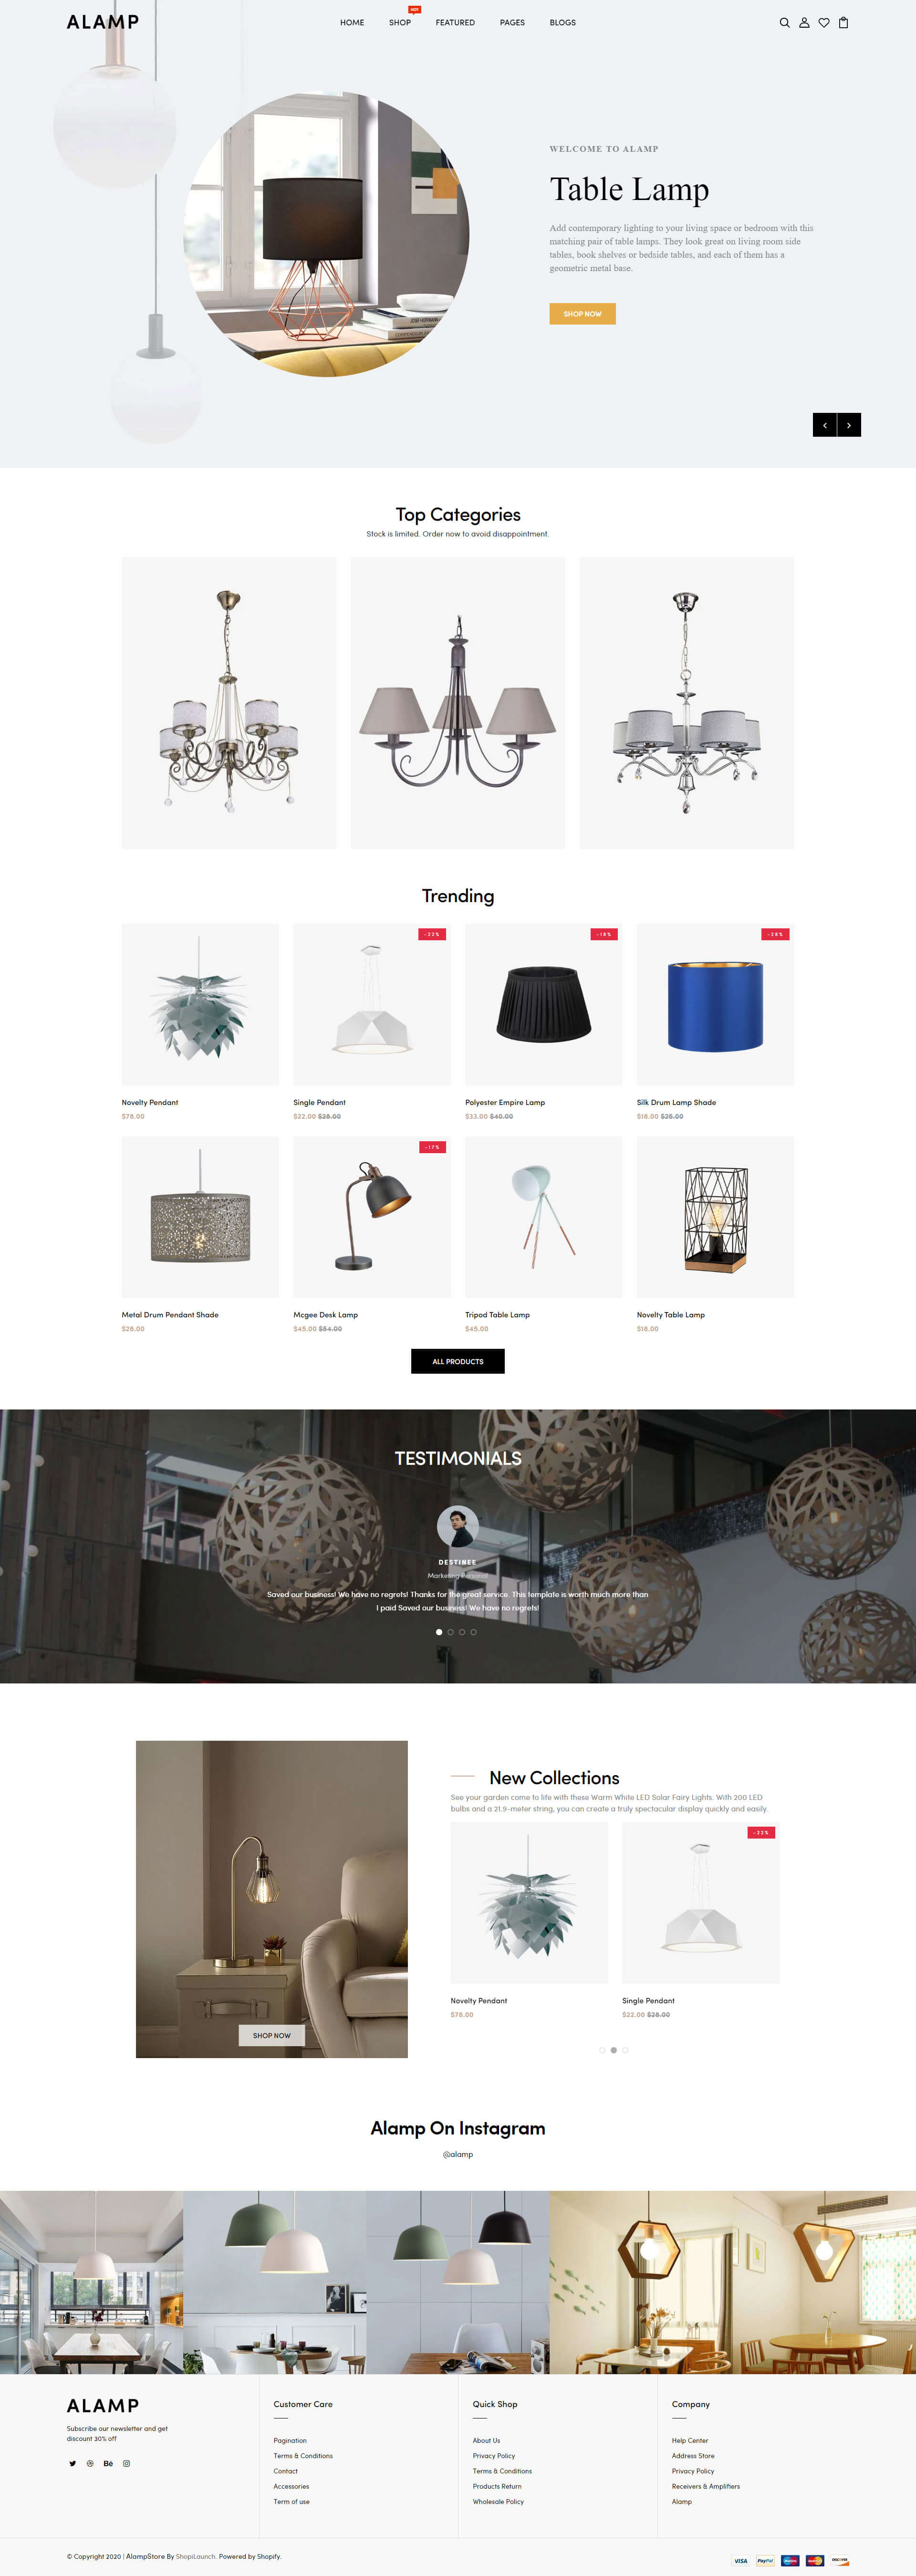 ALAMP
HOME
SHOP
HOT
FEATURED
PAGES
BLOGS
WELCOME TO ALAMP
Table Lamp
Add contemporary lighting to your living space or bedroom with this
matching pair of table lamps. They look great on living room side
tables, book shelves or bedside tables, and each of them has a
geometric metal base.
SHOP NOW
Top Categories
Stock is limited. Order now to avoid disappointment.
Trending
Novelty Pendant
$78.00
-22%
Single Pendant
$22.00 $28.00
-18%
Polyester Empire Lamp
$33.00 $40.00
-28%
Silk Drum Lamp Shade
$18.00 $25.00
Metal Drum Pendant Shade
$28.00
-17%
Mcgee Desk Lamp
$45.00 $54.00
Tripod Table Lamp
$45.00
Novelty Table Lamp
$18.00
ALL PRODUCTS
TESTIMONIALS
DESTINEE
Marketing Personal
Saved our business! We have no regrets! Thanks for the great service. This template is worth much more than
I paid Saved our business! We have no regrets!
SHOP NOW
New Collections
See your garden come to life with these Warm White LED Solar Fairy Lights. With 200 LED
bulbs and a 21.9-meter string, you can create a truly spectacular display quickly and easily.
Novelty Pendant
$78.00
-22%
Single Pendant
$22.00 $28.00
Alamp On Instagram
@alamp
ALAMP
Subscribe our newsletter and get
discount 30% off
Bē
Customer Care
Pagination
Terms & Conditions
Contact
Accessories
Term of use
Quick Shop
About Us
Privacy Policy
Terms & Conditions
Products Return
Wholesale Policy
Company
Help Center
Address Store
Privacy Policy
Receivers & Amplifiers
Alamp
© Copyright 2020 | AlampStore By ShopiLaunch. Powered by Shopify.
VISA
PayPal
DISCOVER